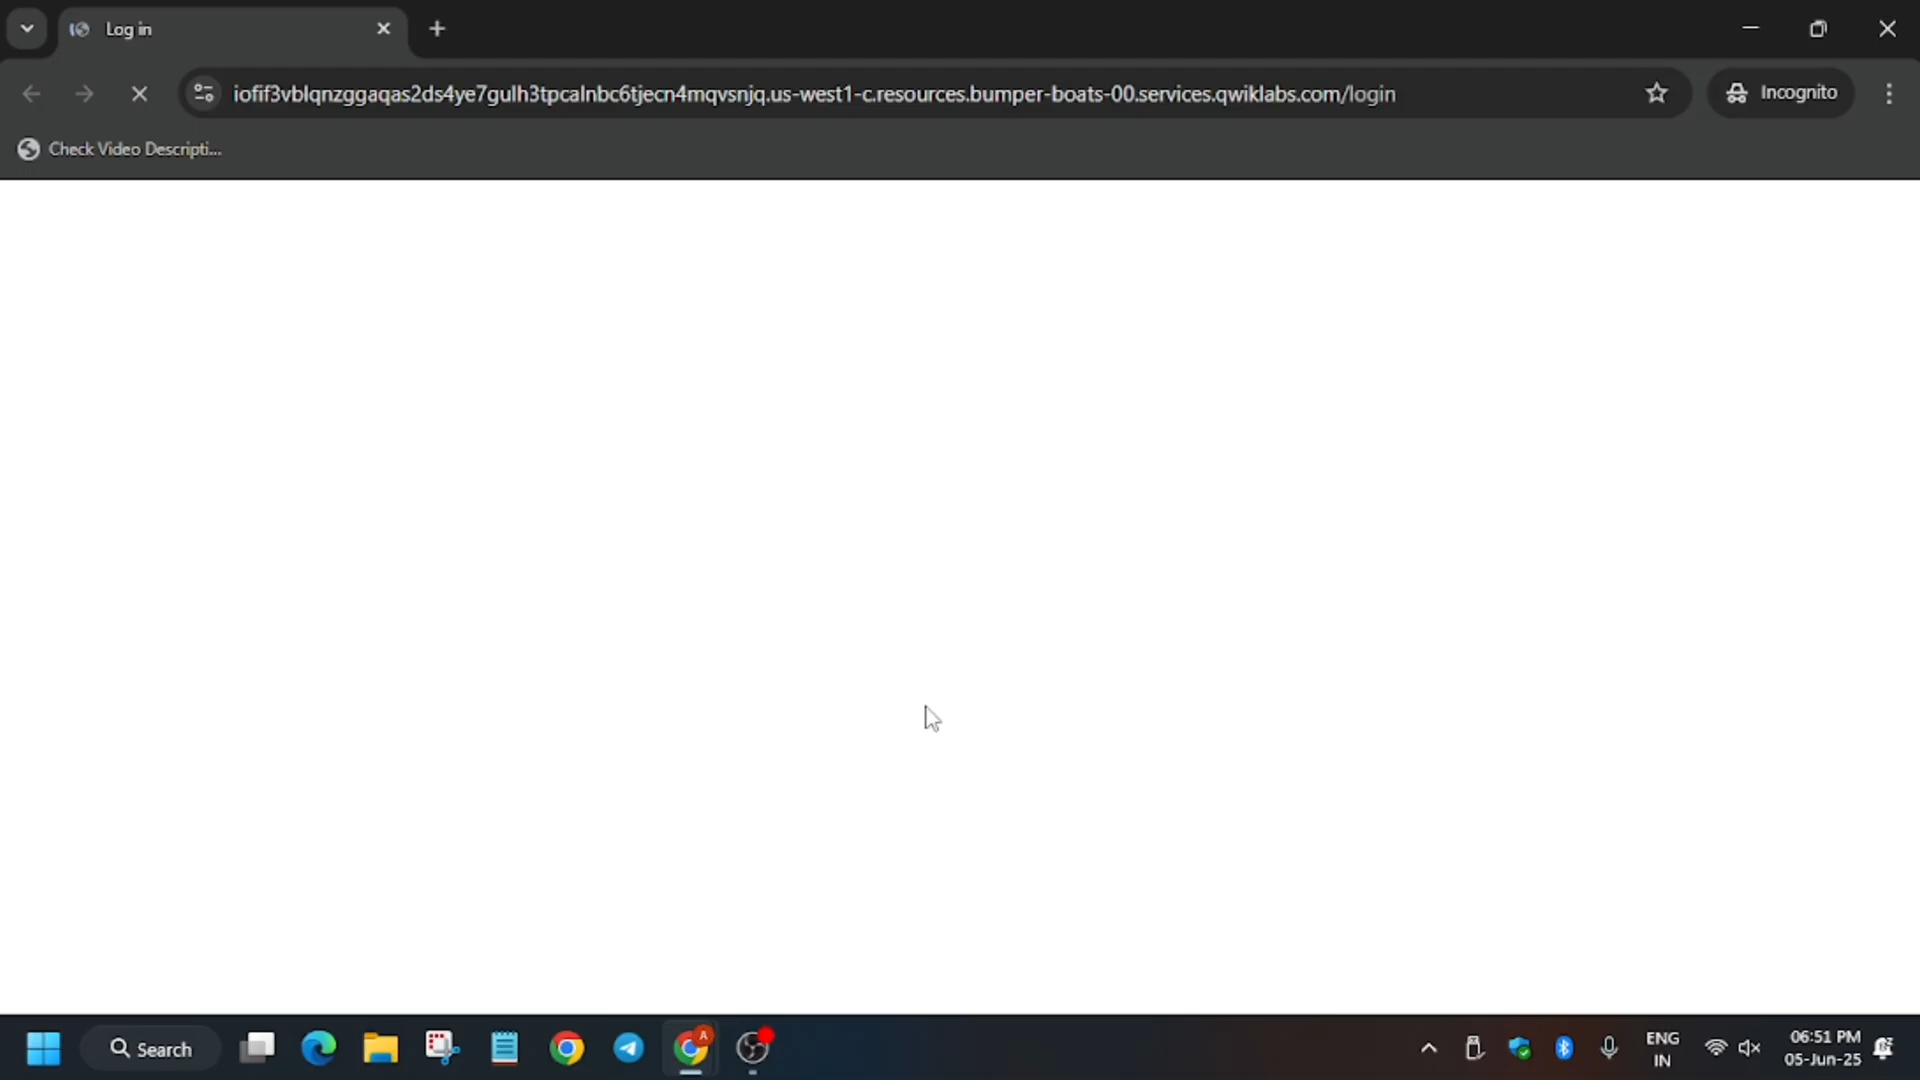 Log in
iofif3vblqnzggaqas2ds4ye7gulh3tpcalnbc6tjecn4mqvsnjq.us-west1-c.resources.bumper-boats-00.services.qwiklabs.com/login
Incognito
Check Video Descripti...
Search
A
ENG
IN
06:51 PM
05-Jun-25